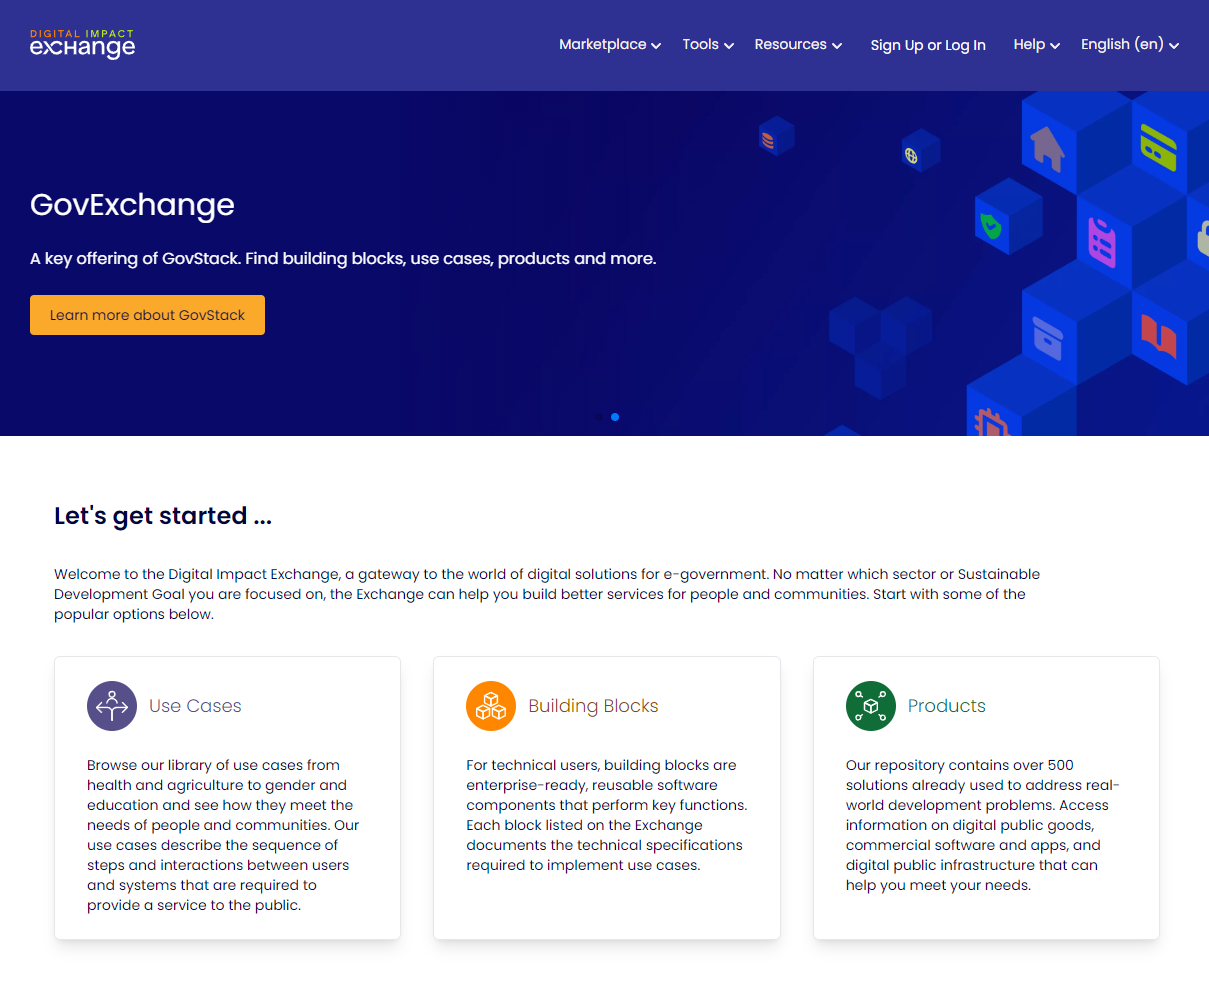 DIGITAL IMPACT
exchange
Marketplace Tools Resources Sign Up or Log In Help English (en)
GovExchange
A key offering of GovStack. Find building blocks, use cases, products and more.
Learn more about GovStack
Let's get started ...
Welcome to the Digital Impact Exchange, a gateway to the world of digital solutions for e-government. No matter which sector or Sustainable
Development Goal you are focused on, the Exchange can help you build better services for people and communities. Start with some of the
popular options below.
Use Cases
Browse our library of use cases from
health and agriculture to gender and
education and see how they meet the
needs of people and communities. Our
use cases describe the sequence of
steps and interactions between users
and systems that are required to
provide a service to the public.
Building Blocks
For technical users, building blocks are
enterprise-ready, reusable software
components that perform key functions.
Each block listed on the Exchange
documents the technical specifications
required to implement use cases.
Products
Our repository contains over 500
solutions already used to address real-
world development problems. Access
information on digital public goods,
commercial software and apps, and
digital public infrastructure that can
help you meet your needs.